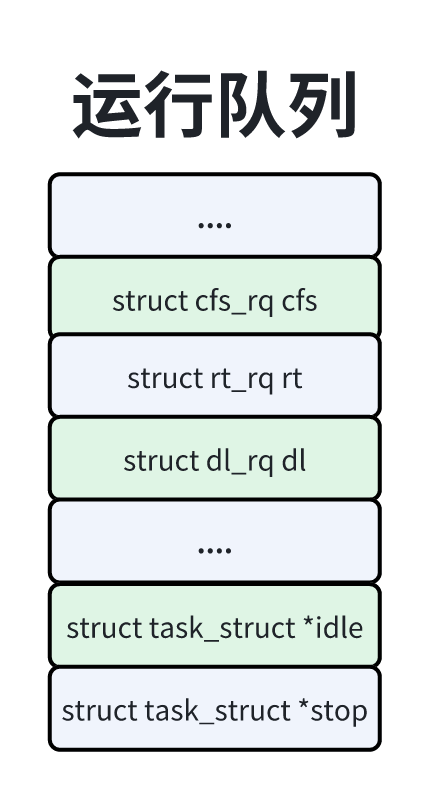 运行队列
....
struct cfs_rq cfs
struct rt_rq rt
struct dl_rq dl
....
struct task_struct *idle
struct task_struct *stop